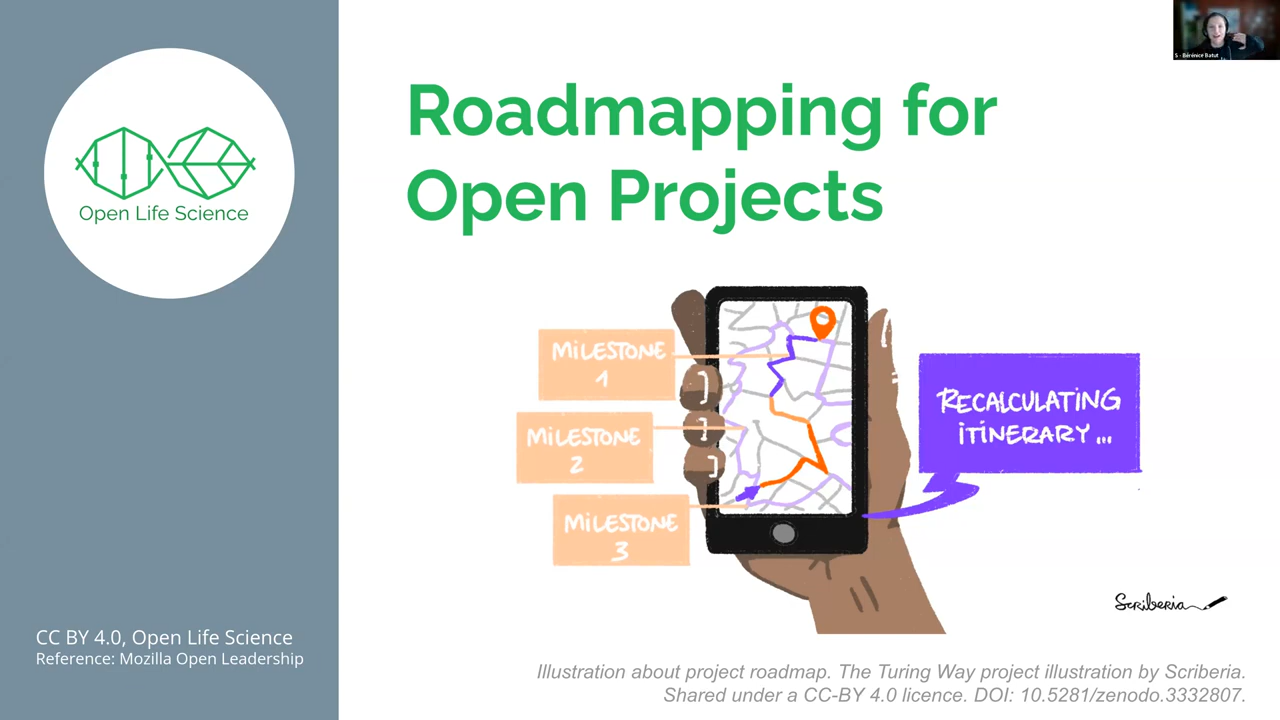 S - Bérénice Batut
Roadmapping for
Open Projects
Open Life Science
MILESTONE
1
MILESTONE
2
MILESTONE
3
RECALCULATING
ITINERARY...
Scriberia
CC BY 4.0, Open Life Science
Reference: Mozilla Open Leadership
Illustration about project roadmap. The Turing Way project illustration by Scriberia.
Shared under a CC-BY 4.0 licence. DOI: 10.5281/zenodo.3332807.